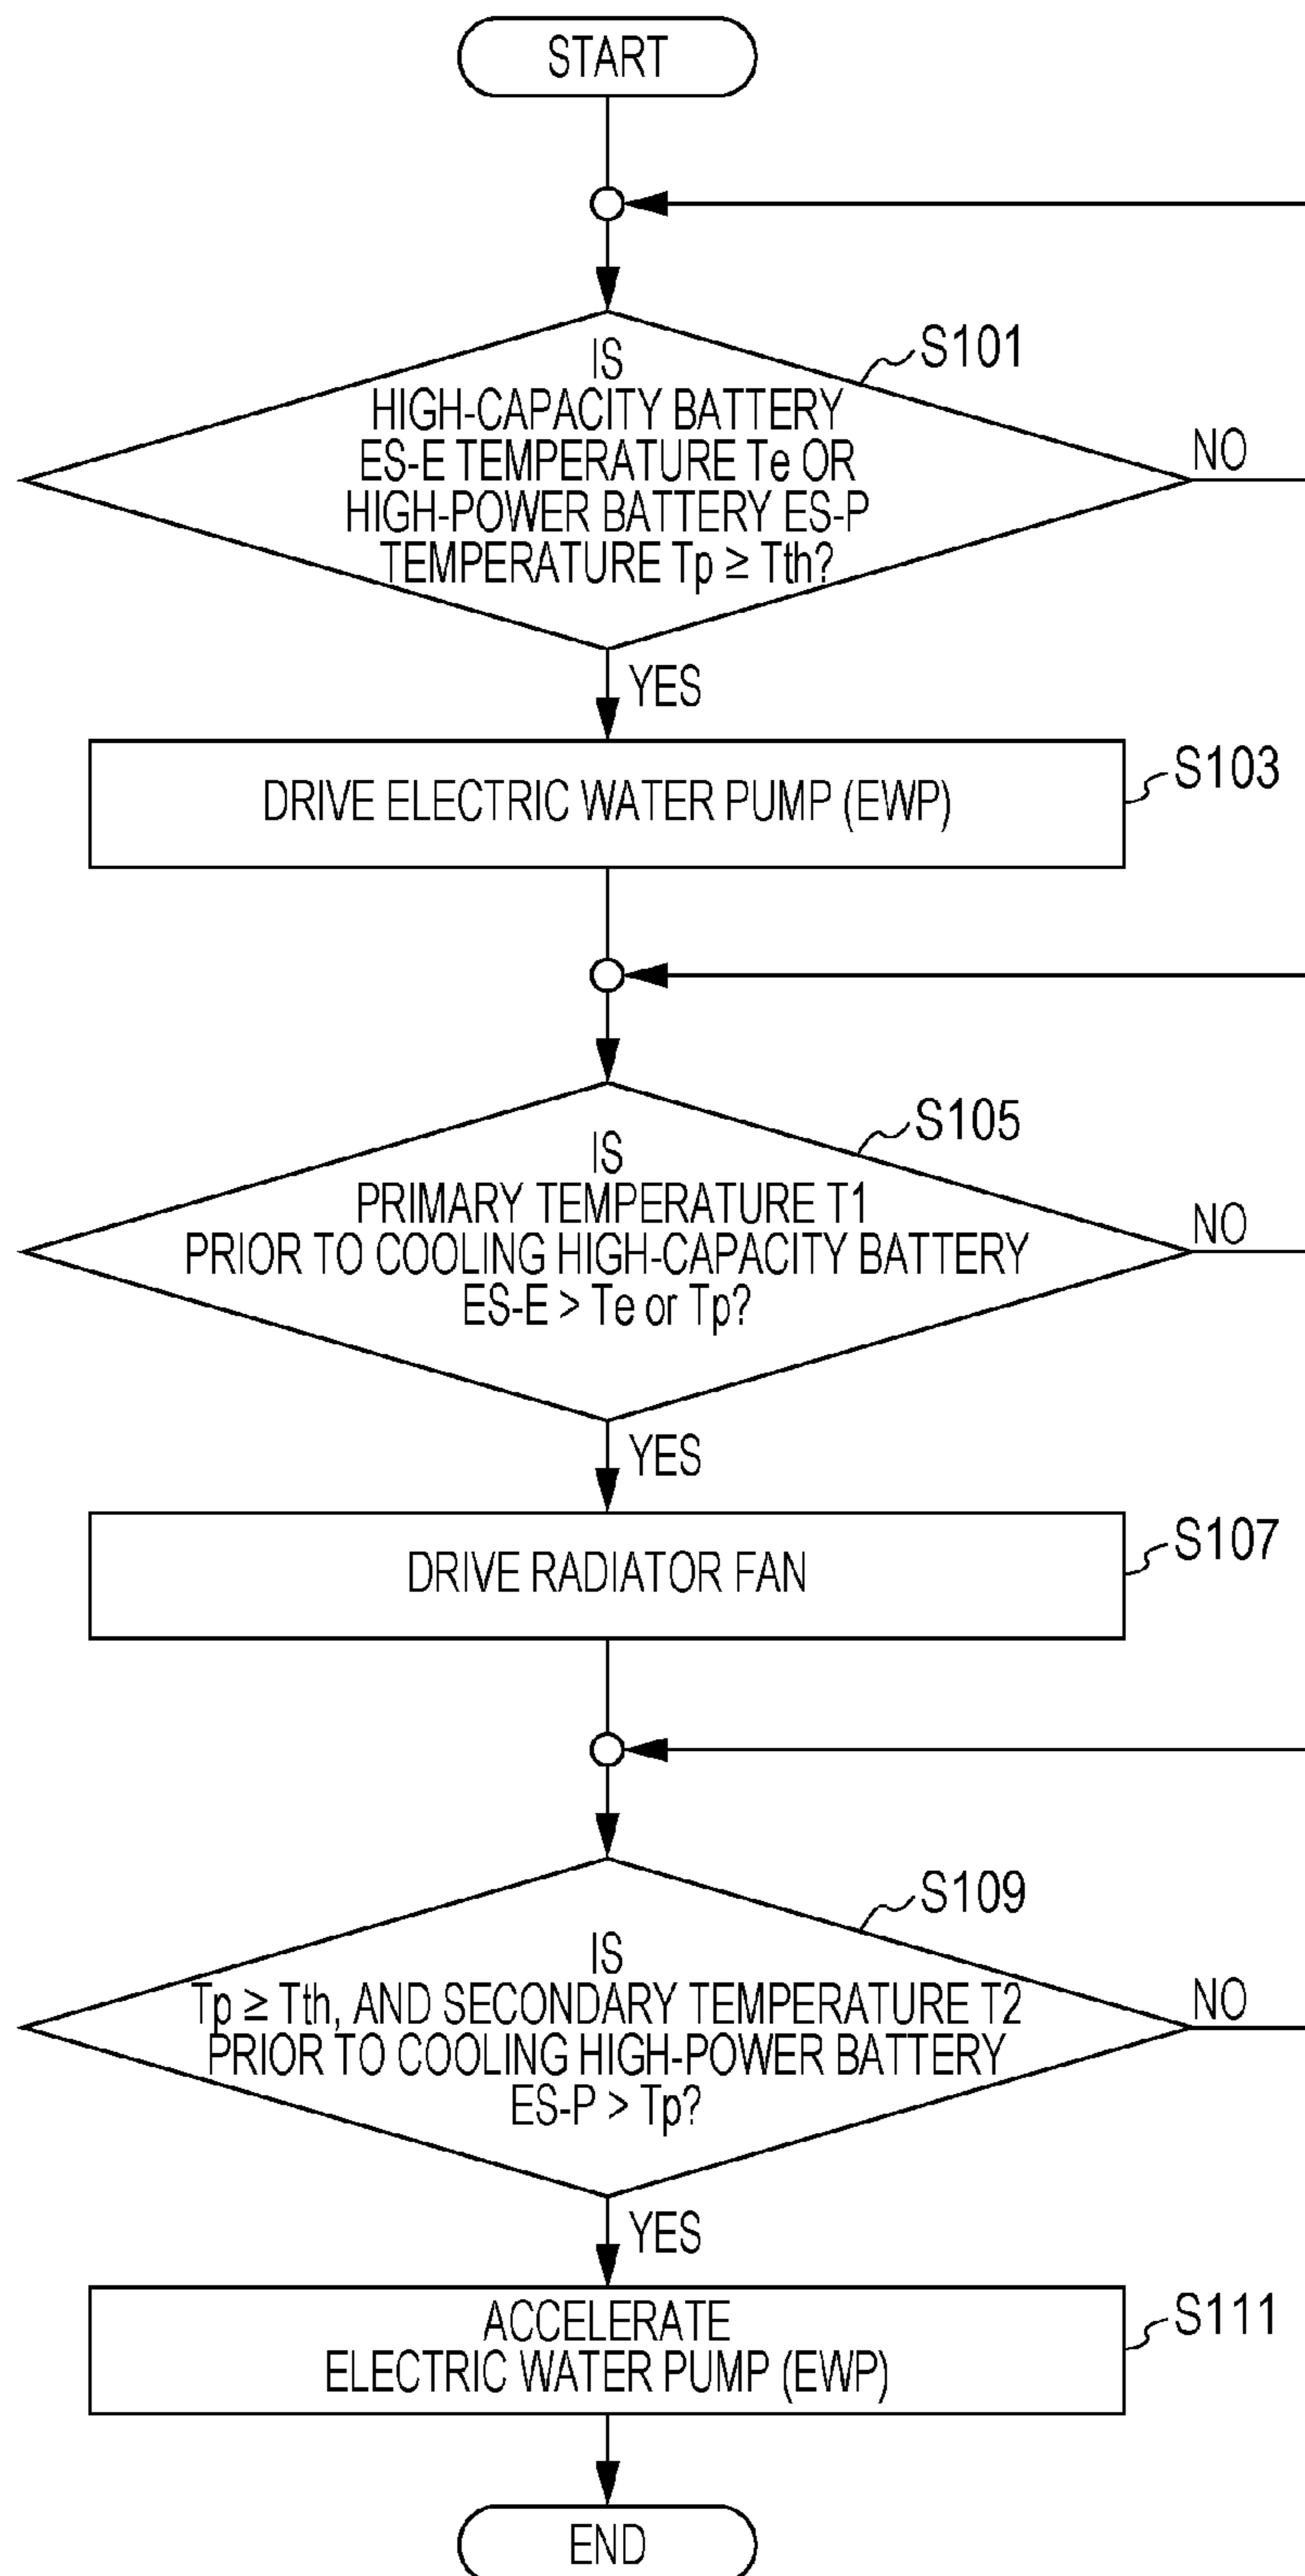 START
S101
IS
HIGH-CAPACITY BATTERY
ES-E TEMPERATURE Te OR
HIGH-POWER BATTERY ES-P
TEMPERATURE Tp ≥ Tth?
NO
YES
DRIVE ELECTRIC WATER PUMP (EWP)
S103
S105
IS
PRIMARY TEMPERATURE T1
PRIOR TO COOLING HIGH-CAPACITY BATTERY
ES-E > Te or Tp?
NO
YES
DRIVE RADIATOR FAN
S107
S109
IS
Tp ≥ Tth, AND SECONDARY TEMPERATURE T2
PRIOR TO COOLING HIGH-POWER BATTERY
ES-P > Tp?
NO
YES
ACCELERATE
ELECTRIC WATER PUMP (EWP)
S111
END